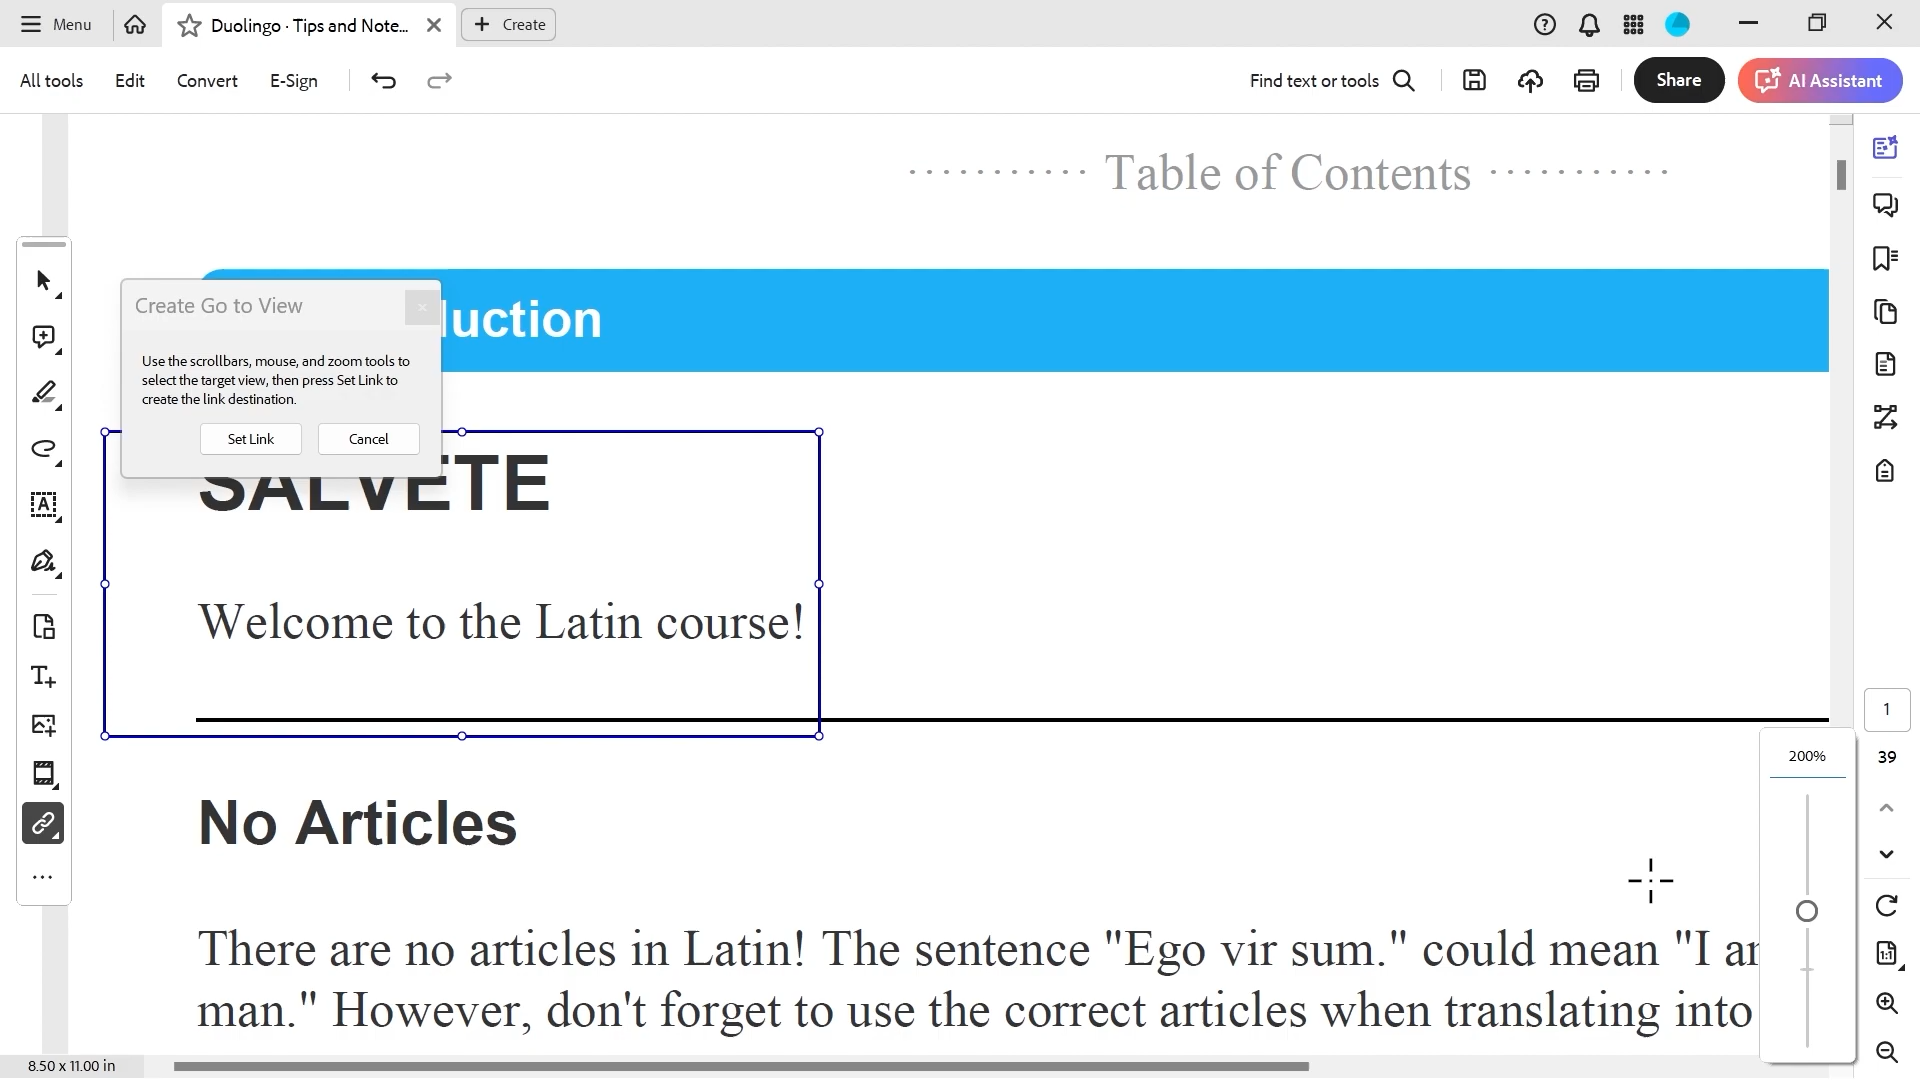 Menu
Duolingo · Tips and Note...
Create
All tools
Edit
Convert
E-Sign
Find text or tools
Share
AI Assistant
Table of Contents
Create Go to View
Use the scrollbars, mouse, and zoom tools to
select the target view, then press Set Link to
create the link destination.
Set Link
Cancel
uction
SALVETE
Welcome to the Latin course!
No Articles
There are no articles in Latin! The sentence "Ego vir sum." could mean "I
man." However, don't forget to use the correct articles when translating into
200%
1
39
8.50 x 11.00 in